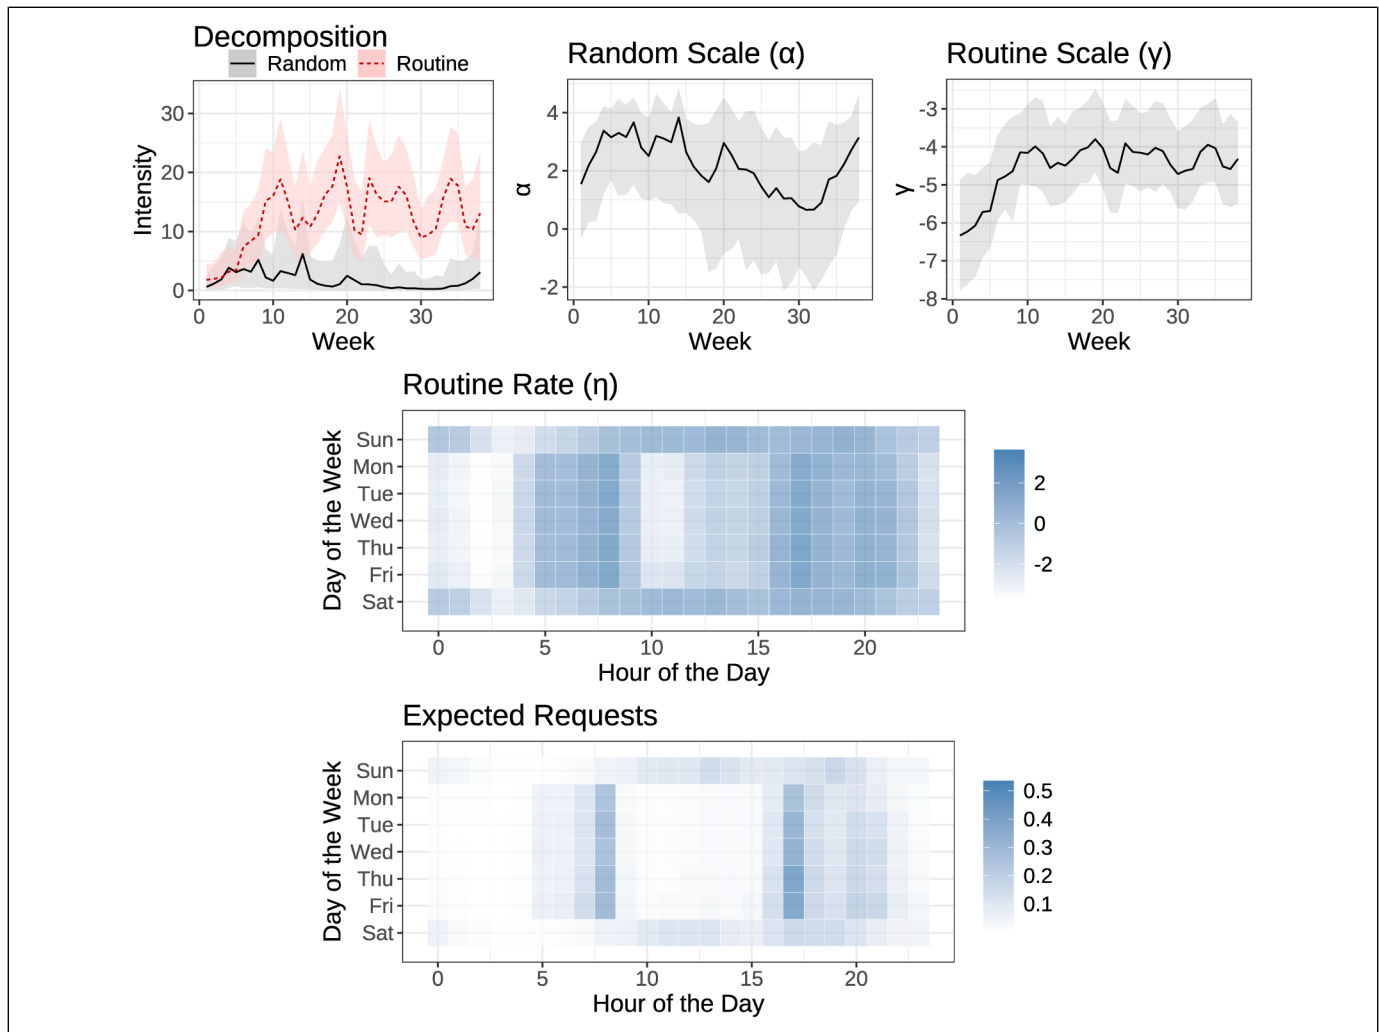 Decomposition
Random Routine
Intensity
30
20
10
0
0 10 20 30
Week
Random Scale (α)
α
4
2
0
-2
0 10 20 30
Week
Routine Scale (γ)
γ
-3
-4
-5
-6
-7
-8
0 10 20 30
Week
Routine Rate (η)
Day of the Week
Sun
Mon
Tue
Wed
Thu
Fri
Sat
0 5 10 15 20
Hour of the Day
2
0
-2
Expected Requests
Day of the Week
Sun
Mon
Tue
Wed
Thu
Fri
Sat
0 5 10 15 20
Hour of the Day
0.5
0.4
0.3
0.2
0.1